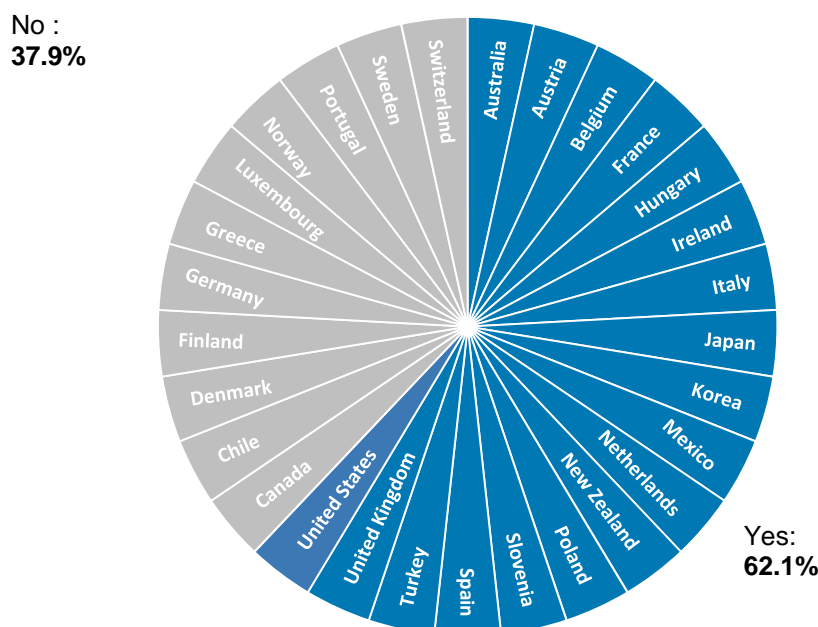 No :
37.9%
Australia
Austria
Belgium
France
Hungary
Ireland
Italy
Japan
Korea
Mexico
Netherlands
New Zealand
Poland
Slovenia
Spain
Turkey
United Kingdom
United States
Canada
Chile
Denmark
Finland
Germany
Greece
Luxembourg
Norway
Portugal
Sweden
Switzerland
Yes:
62.1%